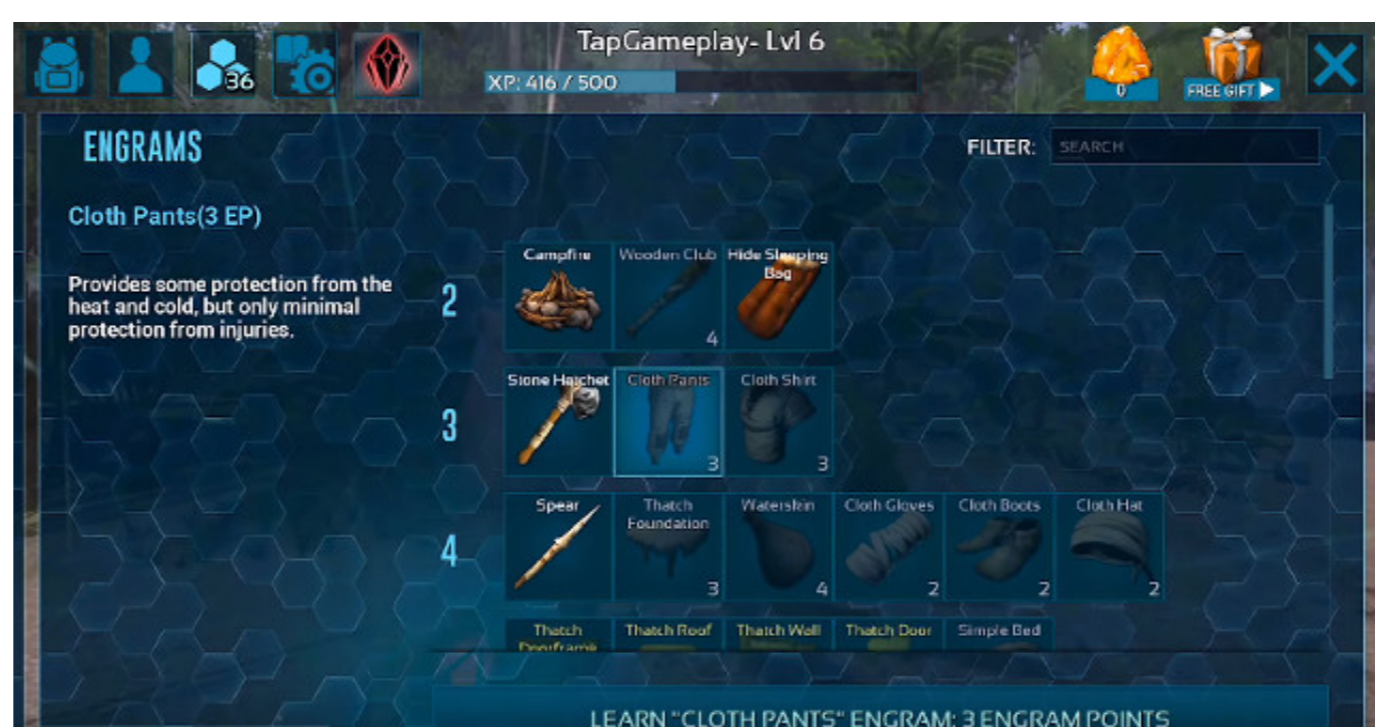 TapGameplay- Lvl 6
36
XP: 416 / 500
0
FREE GIFT
ENGRAMS
FILTER: SEARCH
Cloth Pants(3 EP)
Provides some protection from the
heat and cold, but only minimal
protection from injuries.
2
Campfire
Wooden Club
4
Hide Sleeping
Bag
3
Stone Hatchet
Cloth Pants
3
Cloth Shirt
3
4
Spear
Thatch
Foundation
3
Waterskin
4
Cloth Gloves
2
Cloth Boots
2
Cloth Hat
2
Thatch
Doorframe
Thatch Roof
Thatch Wall
Thatch Door
Simple Bed
LEARN "CLOTH PANTS" ENGRAM: 3 ENGRAM POINTS